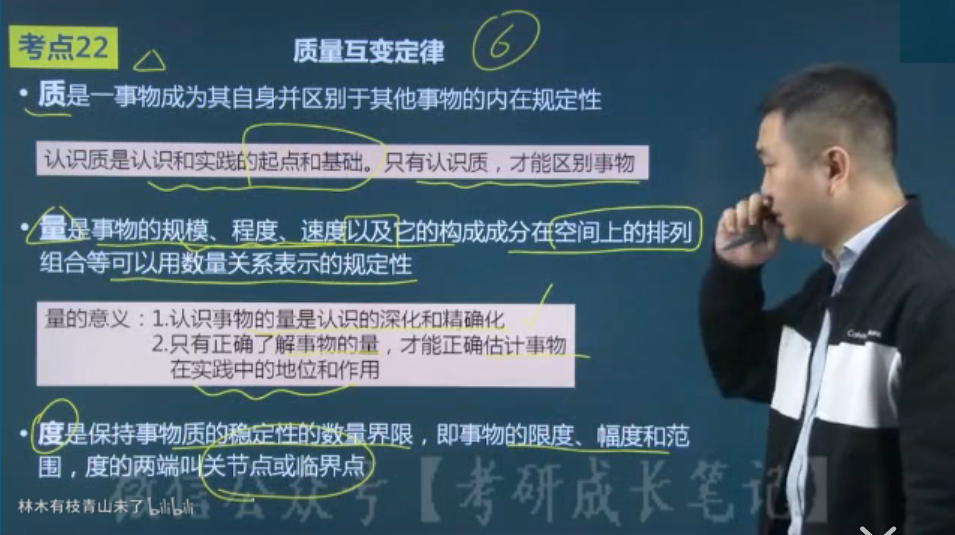 考点22
质量互变定律 6
• 质是一事物成为其自身并区别于其他事物的内在规定性
认识质是认识和实践的起点和基础。只有认识质，才能区别事物
• 量是事物的规模、程度、速度以及它的构成成分在空间上的排列
组合等可以用数量关系表示的规定性
量的意义：1.认识事物的量是认识的深化和精确化
2.只有正确了解事物的量，才能正确估计事物
在实践中的地位和作用
• 度是保持事物质的稳定性的数量界限，即事物的限度、幅度和范
围，度的两端叫关节点或临界点
微信公众号【考研成长笔记】
林木有枝青山未了 bilibili